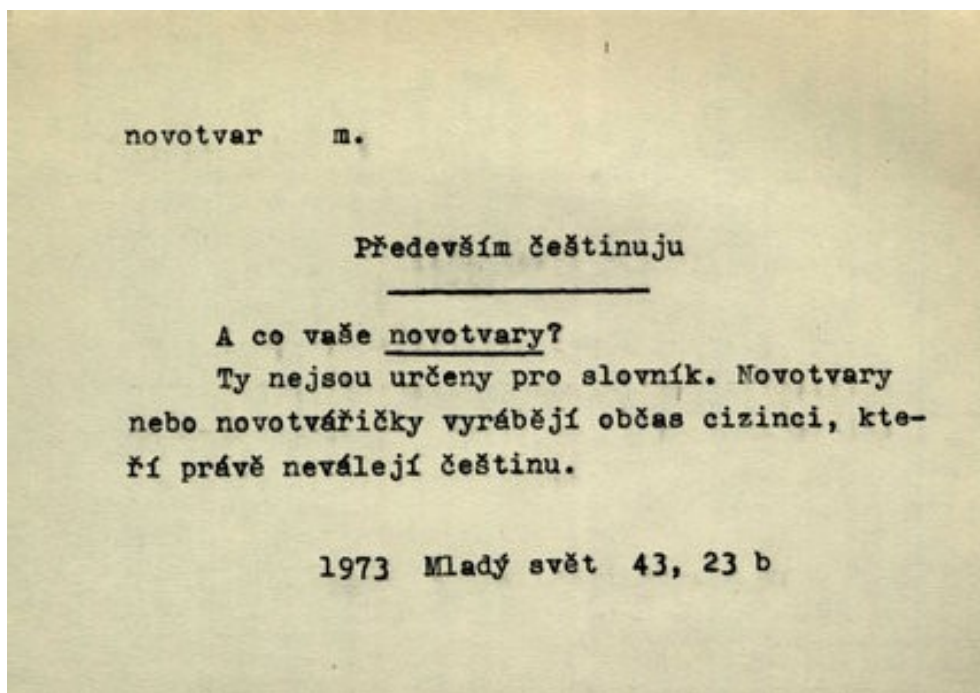 novotvar m.
Především češtinuju
A co vaše novotvary?
Ty nejsou určeny pro slovník. Novotvary
nebo novotvářičky vyrábějí občas cizinci, kte-
ří právě neválejí češtinu.
1973 Mladý svět 43, 23 b